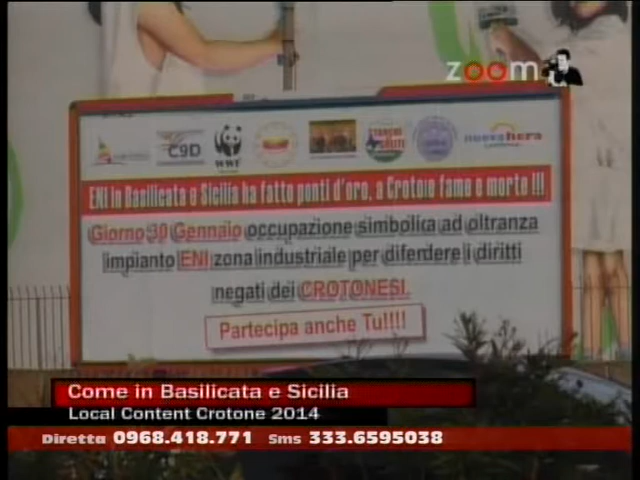 zoom
C9D
WWF
nuovahera
ENI in Basilicata e Sicilia ha fatto ponti d'oro, a Crotone fame e morte !!!
Giorno 30 Gennaio occupazione simbolica ad oltranza
impianto ENI zona industriale per difendere i diritti
negati dei CROTONESI.
Partecipa anche Tu!!!!
Come in Basilicata e Sicilia
Local Content Crotone 2014
Diretta 0968.418.771 Sms 333.6595038